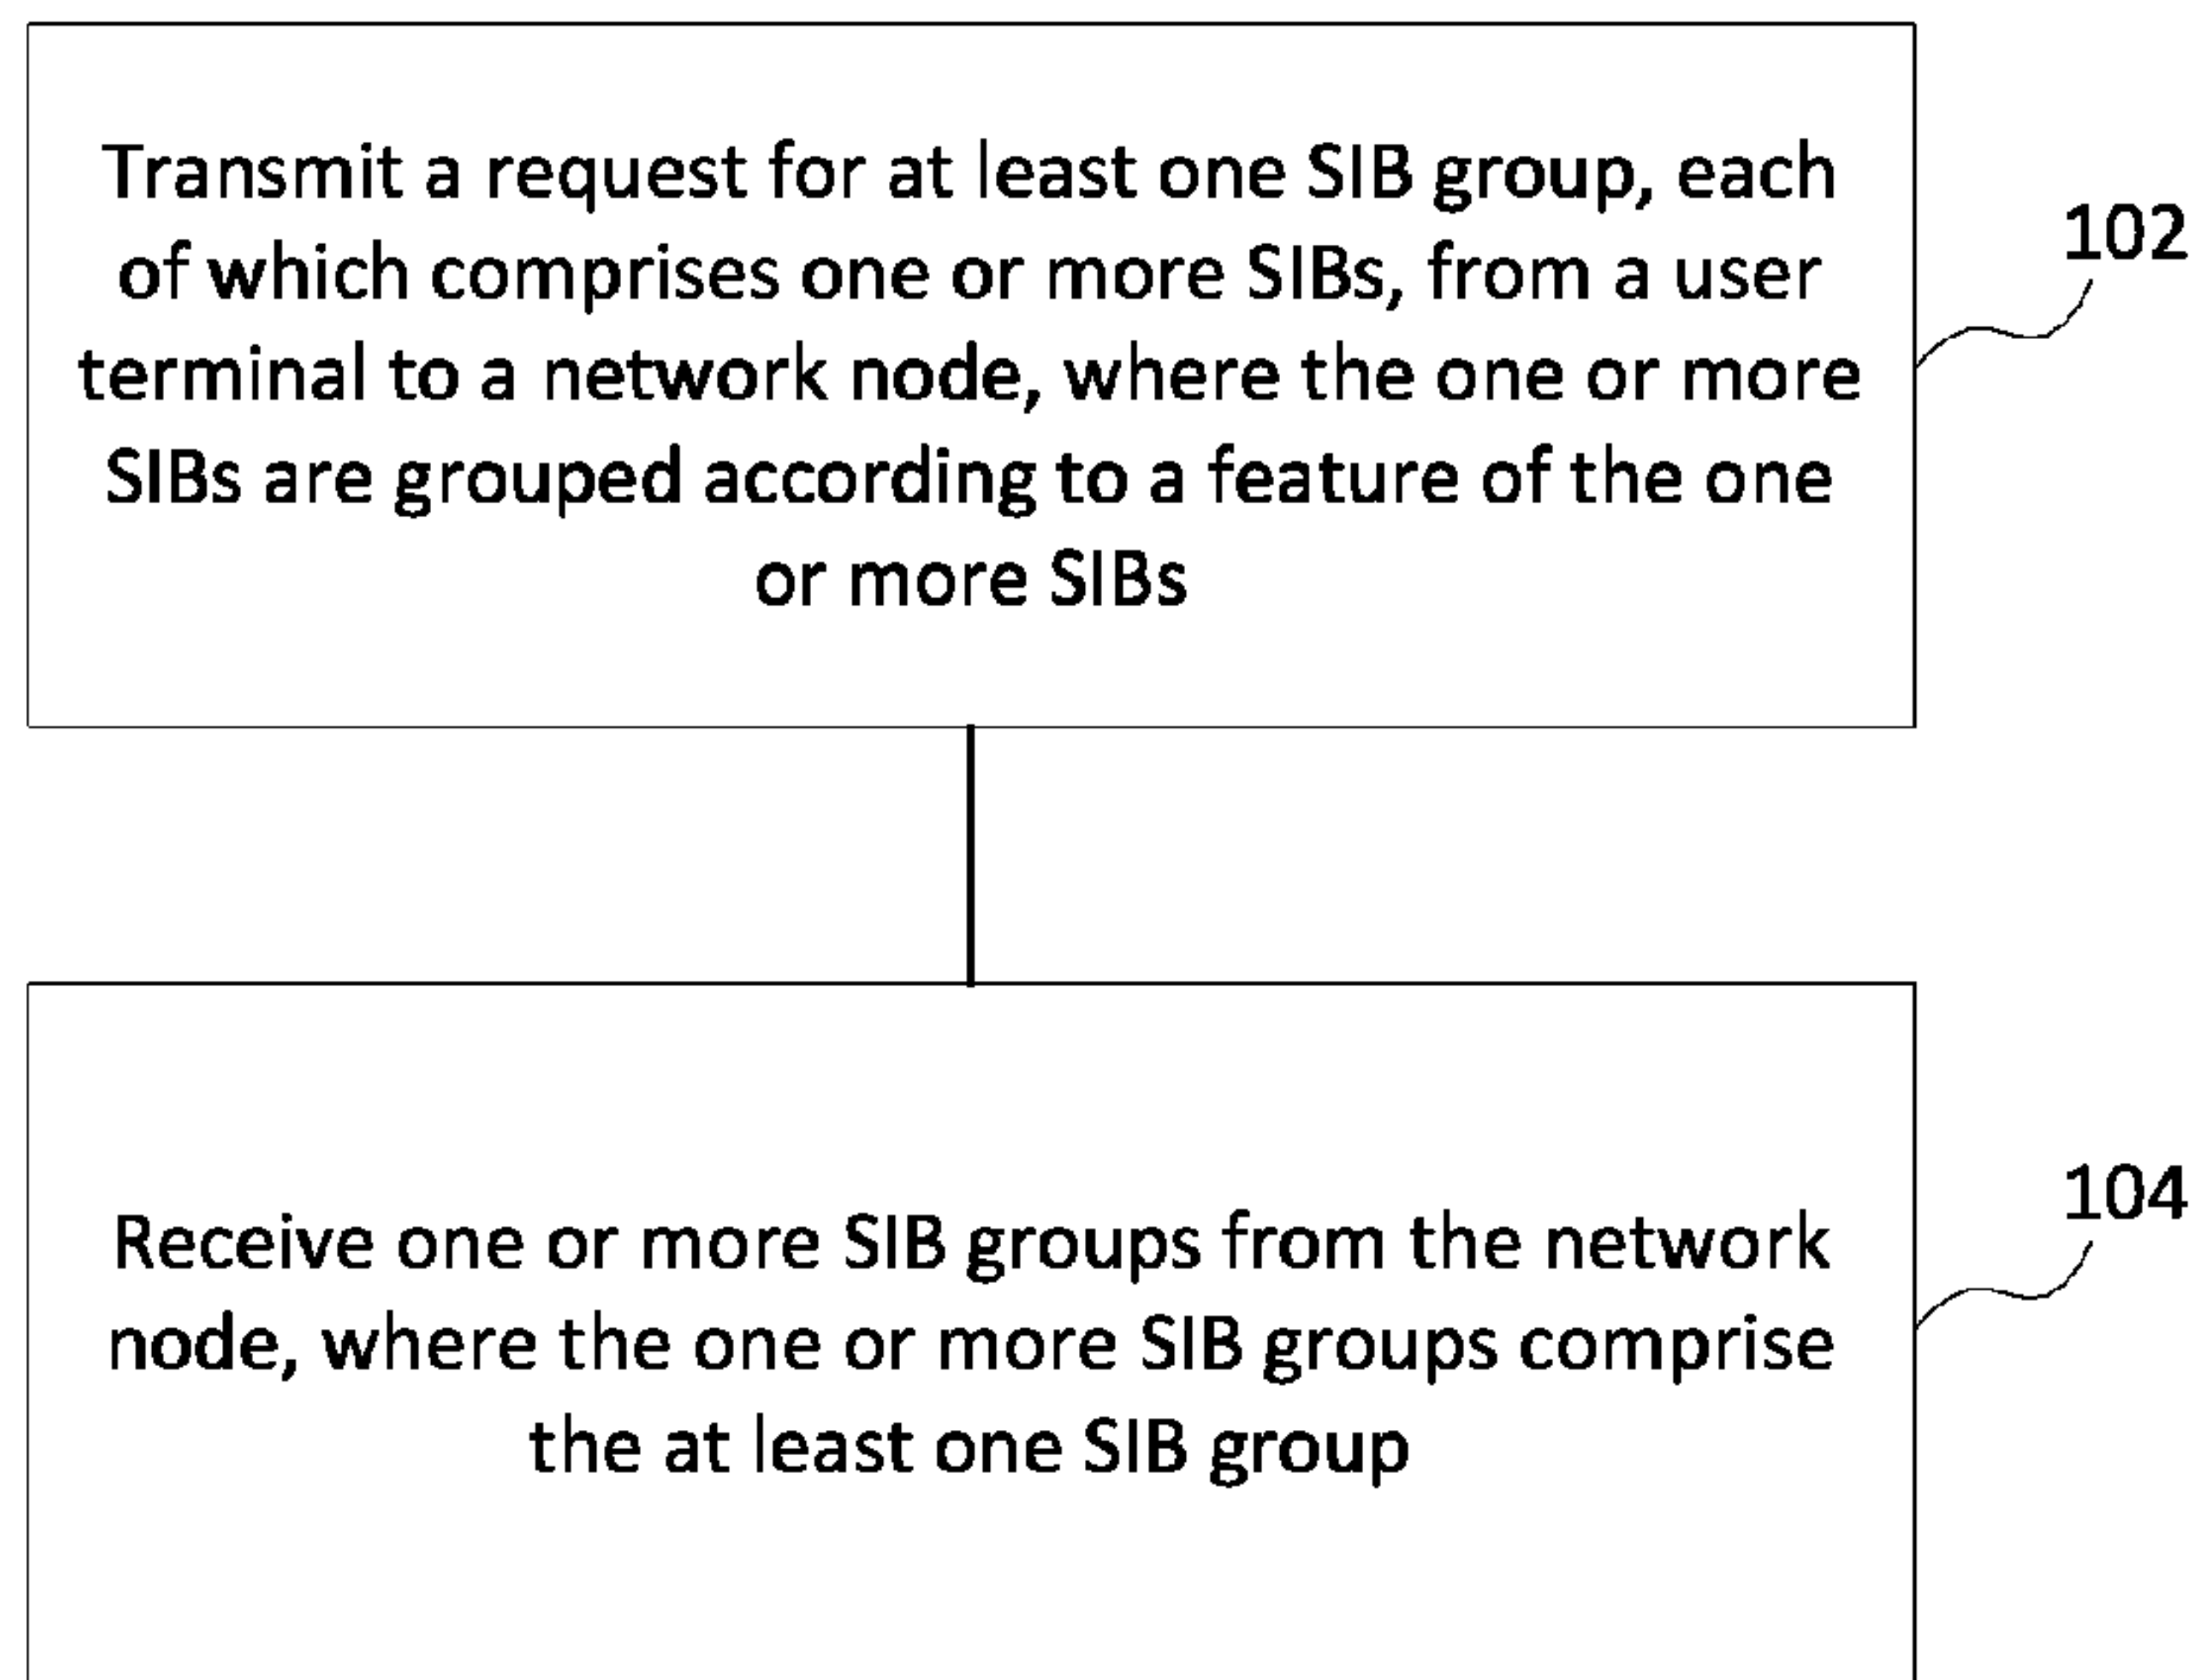 Transmit a request for at least one SIB group, each
of which comprises one or more SIBs, from a user
terminal to a network node, where the one or more
SIBs are grouped according to a feature of the one
or more SIBs
102
Receive one or more SIB groups from the network
node, where the one or more SIB groups comprise
the at least one SIB group
104